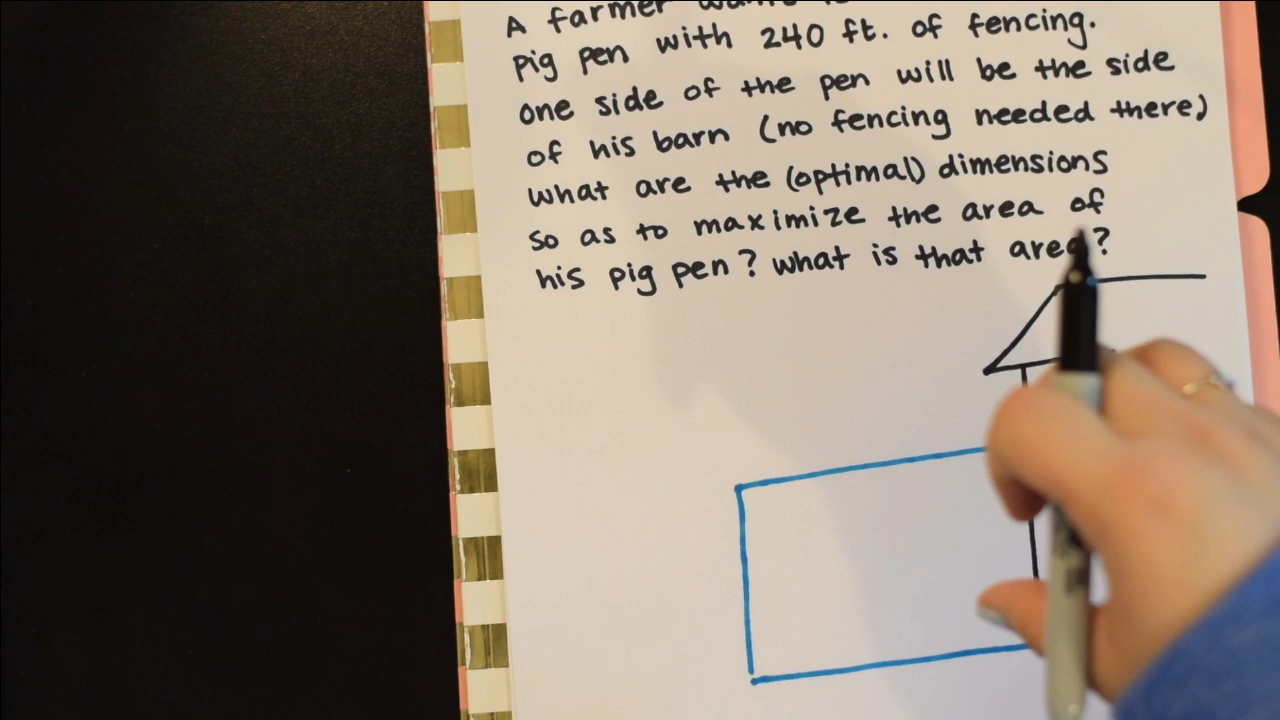 A farmer wants
pig pen with 240 ft. of fencing.
one side of the pen will be the side
of his barn (no fencing needed there)
what are the (optimal) dimensions
so as to maximize the area of
his pig pen? what is that area?